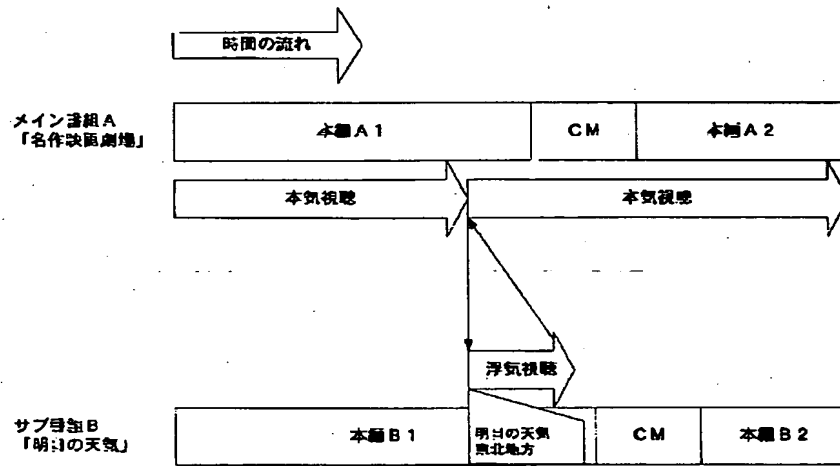 時間の流れ
メイン番組A
「名作映画劇場」
本編A1
CM
本編A2
本気視聴
本気視聴
浮気視聴
サブ番組B
「明日の天気」
本編B1
明日の天気
東北地方
CM
本編B2